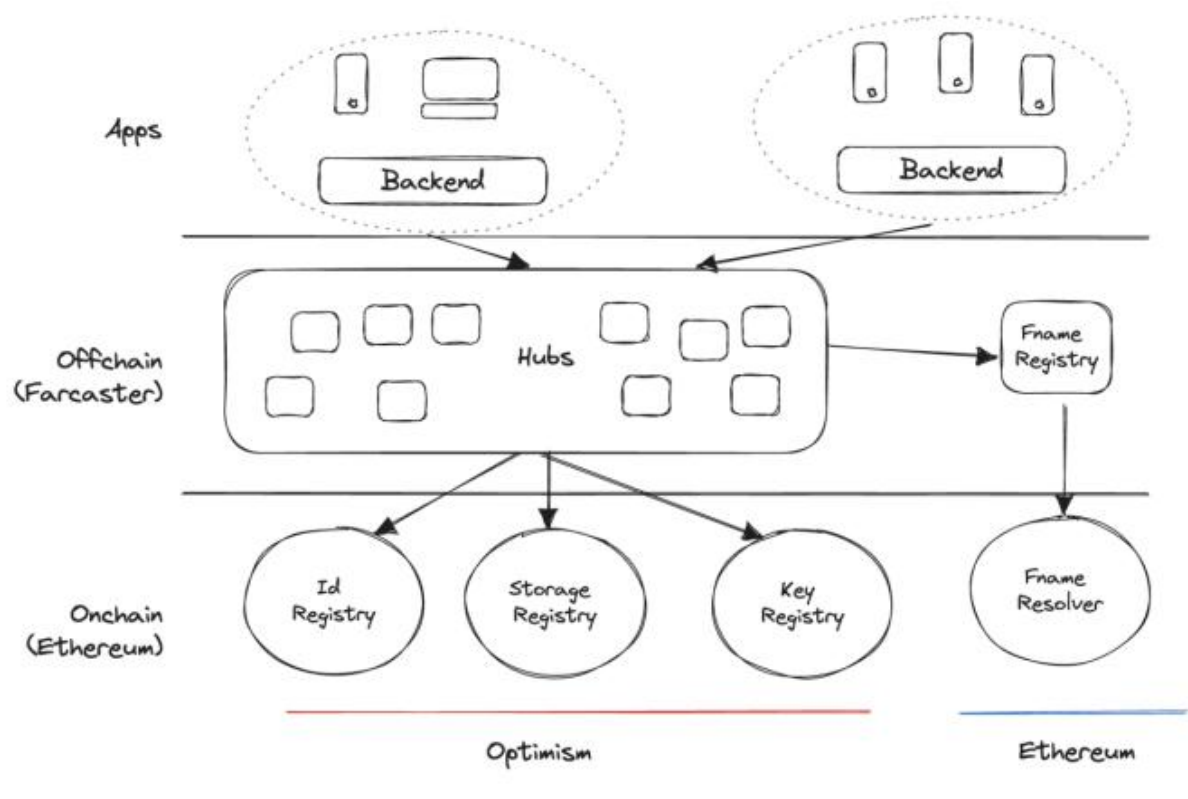 Apps
Backend
Backend
Offchain
(Farcaster)
Hubs
Fname
Registry
Onchain
(Ethereum)
Id
Registry
Storage
Registry
Key
Registry
Fname
Resolver
Optimism
Ethereum